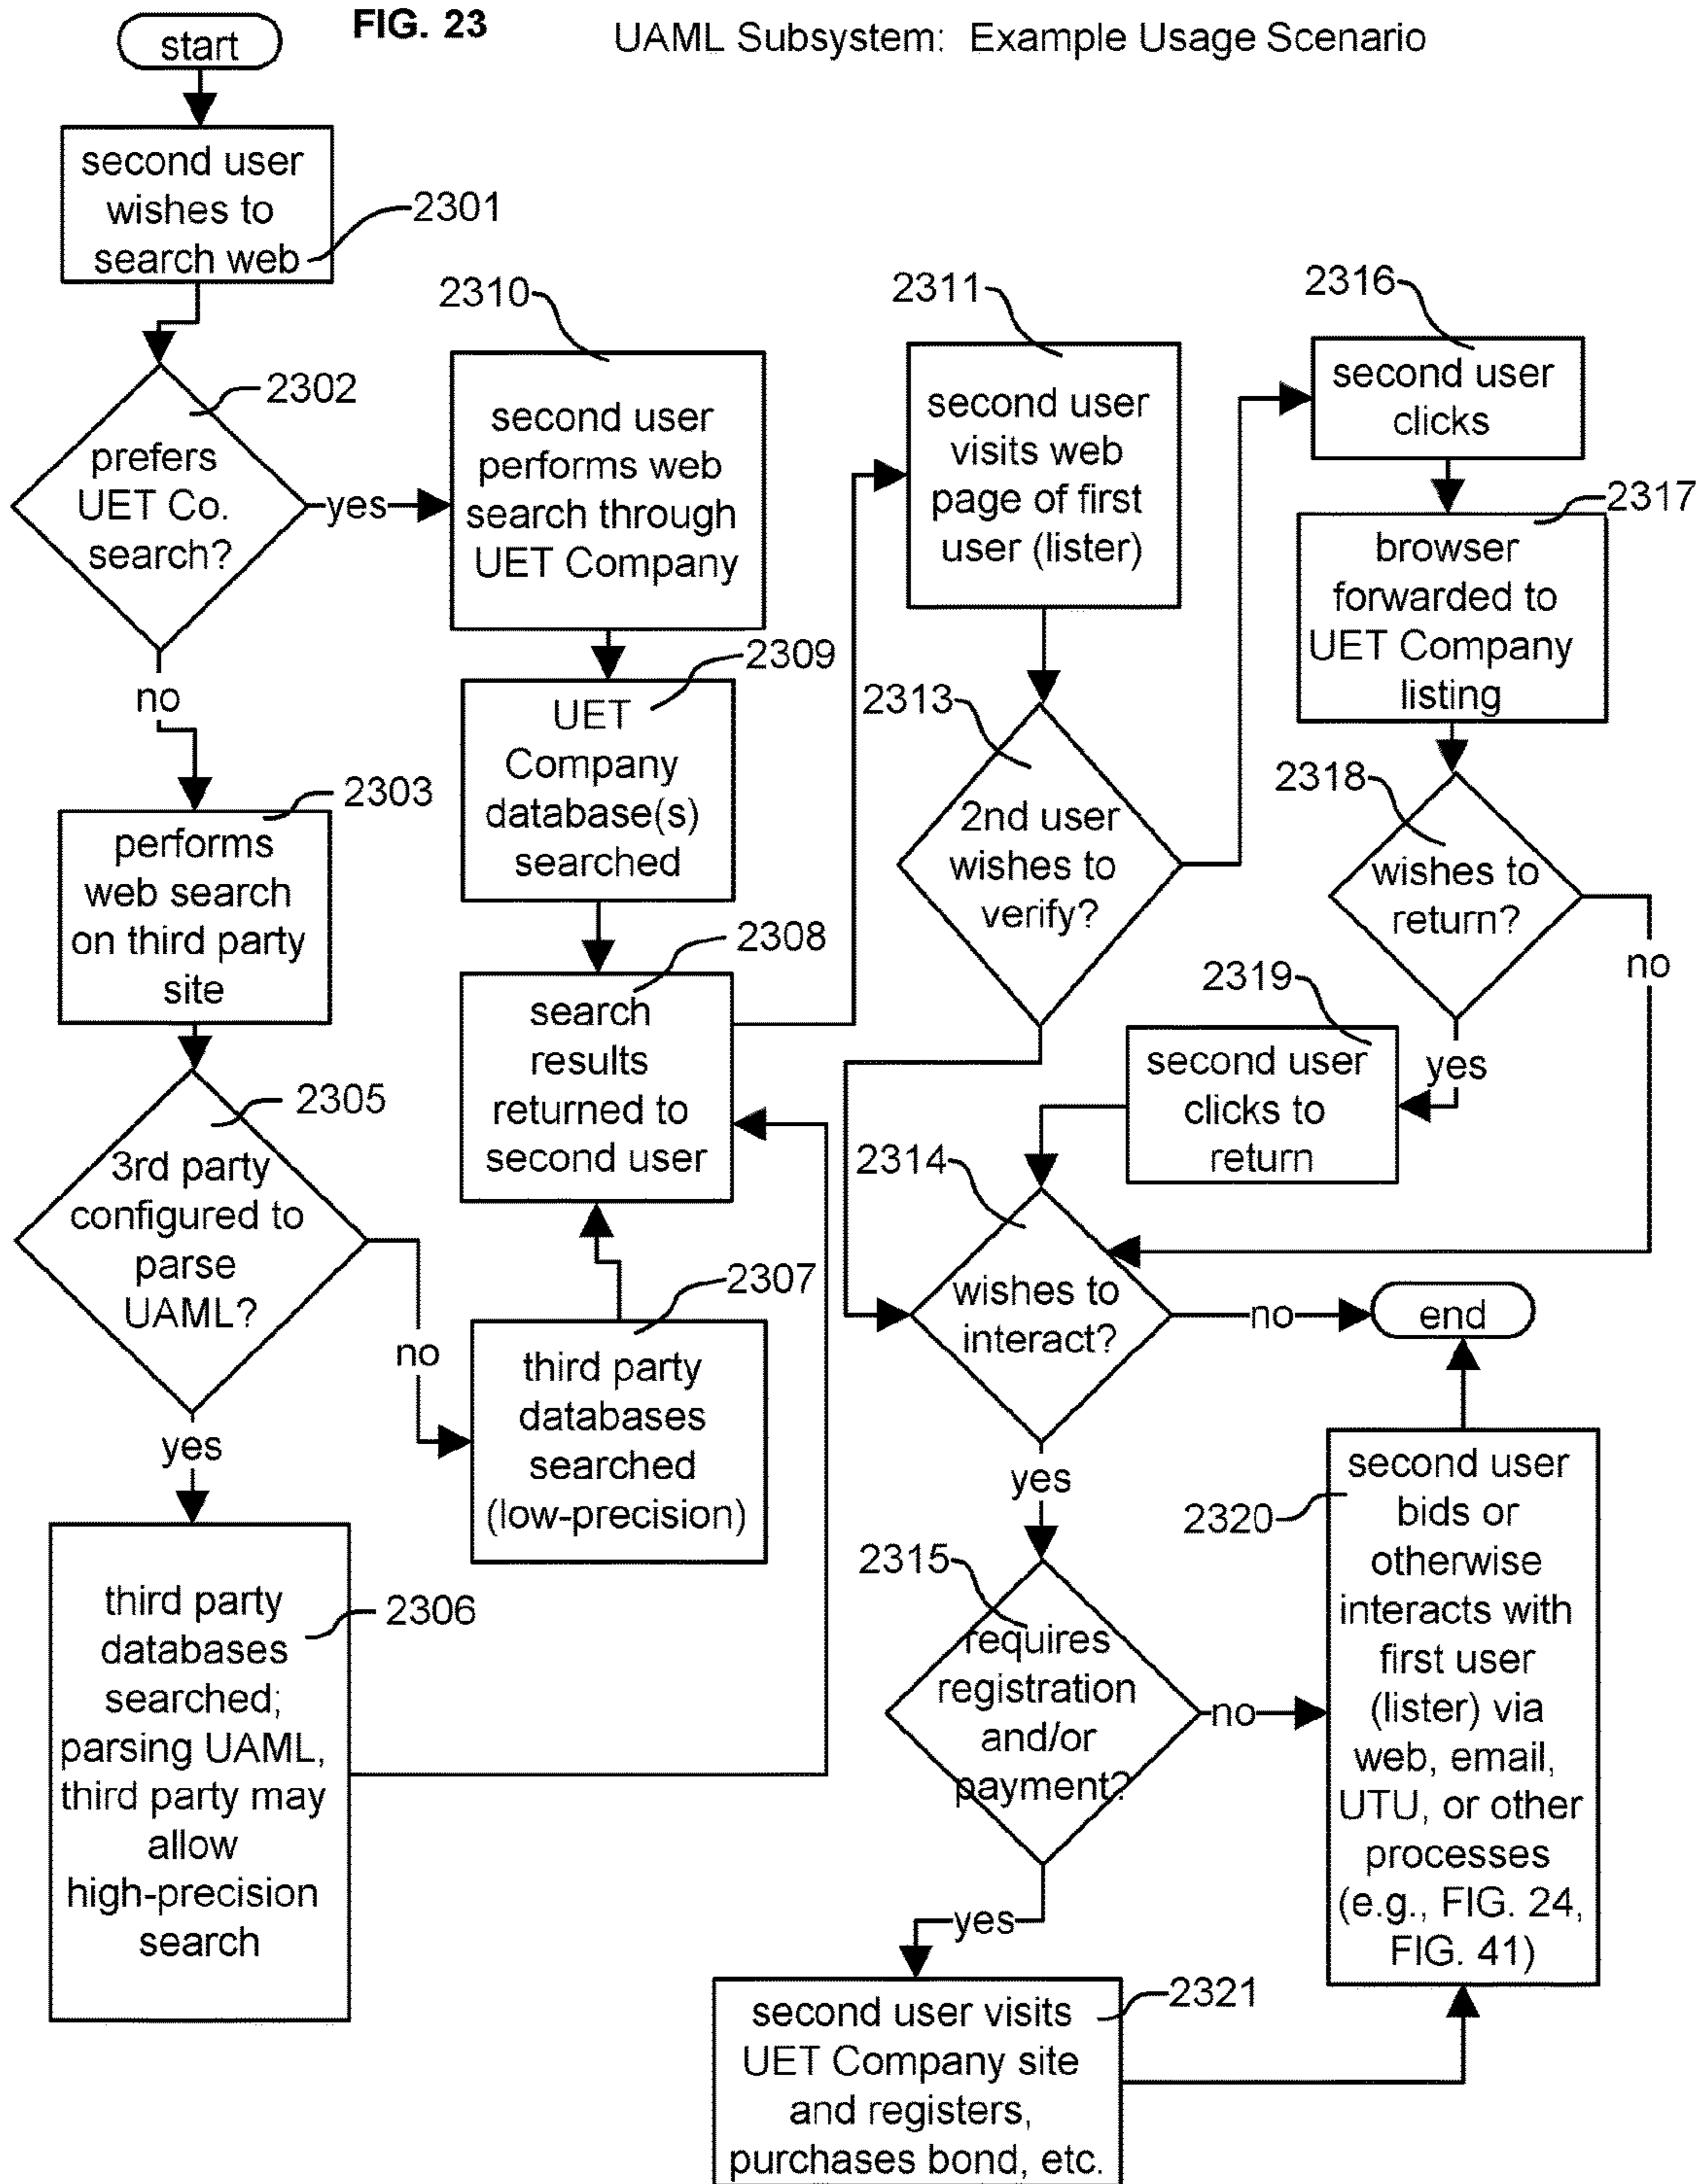 FIG. 23
UAML Subsystem: Example Usage Scenario
start
second user
wishes to
search web
2301
2302
prefers
UET Co.
search?
yes
no
2303
performs
web search
on third party
site
2305
3rd party
configured to
parse
UAML?
no
yes
2306
third party
databases
searched;
parsing UAML,
third party may
allow
high-precision
search
2310
second user
performs web
search through
UET Company
2309
UET
Company
database(s)
searched
2308
search
results
returned to
second user
2307
third party
databases
searched
(low-precision)
2311
second user
visits web
page of first
user (lister)
2313
2nd user
wishes to
verify?
2316
second user
clicks
2317
browser
forwarded to
UET Company
listing
2318
wishes to
return?
no
yes
2319
second user
clicks to
return
2314
wishes to
interact?
no
end
yes
2315
requires
registration
and/or
payment?
no
yes
2320
second user
bids or
otherwise
interacts with
first user
(lister) via
web, email,
UTU, or other
processes
(e.g., FIG. 24,
FIG. 41)
2321
second user visits
UET Company site
and registers,
purchases bond, etc.